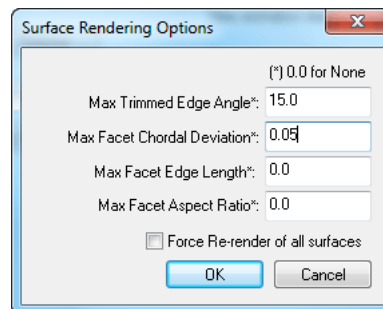 Surface Rendering Options
(*) 0.0 for None
Max Trimmed Edge Angle*: 15.0
Max Facet Chordal Deviation*: 0.05
Max Facet Edge Length*: 0.0
Max Facet Aspect Ratio*: 0.0
Force Re-render of all surfaces
OK Cancel